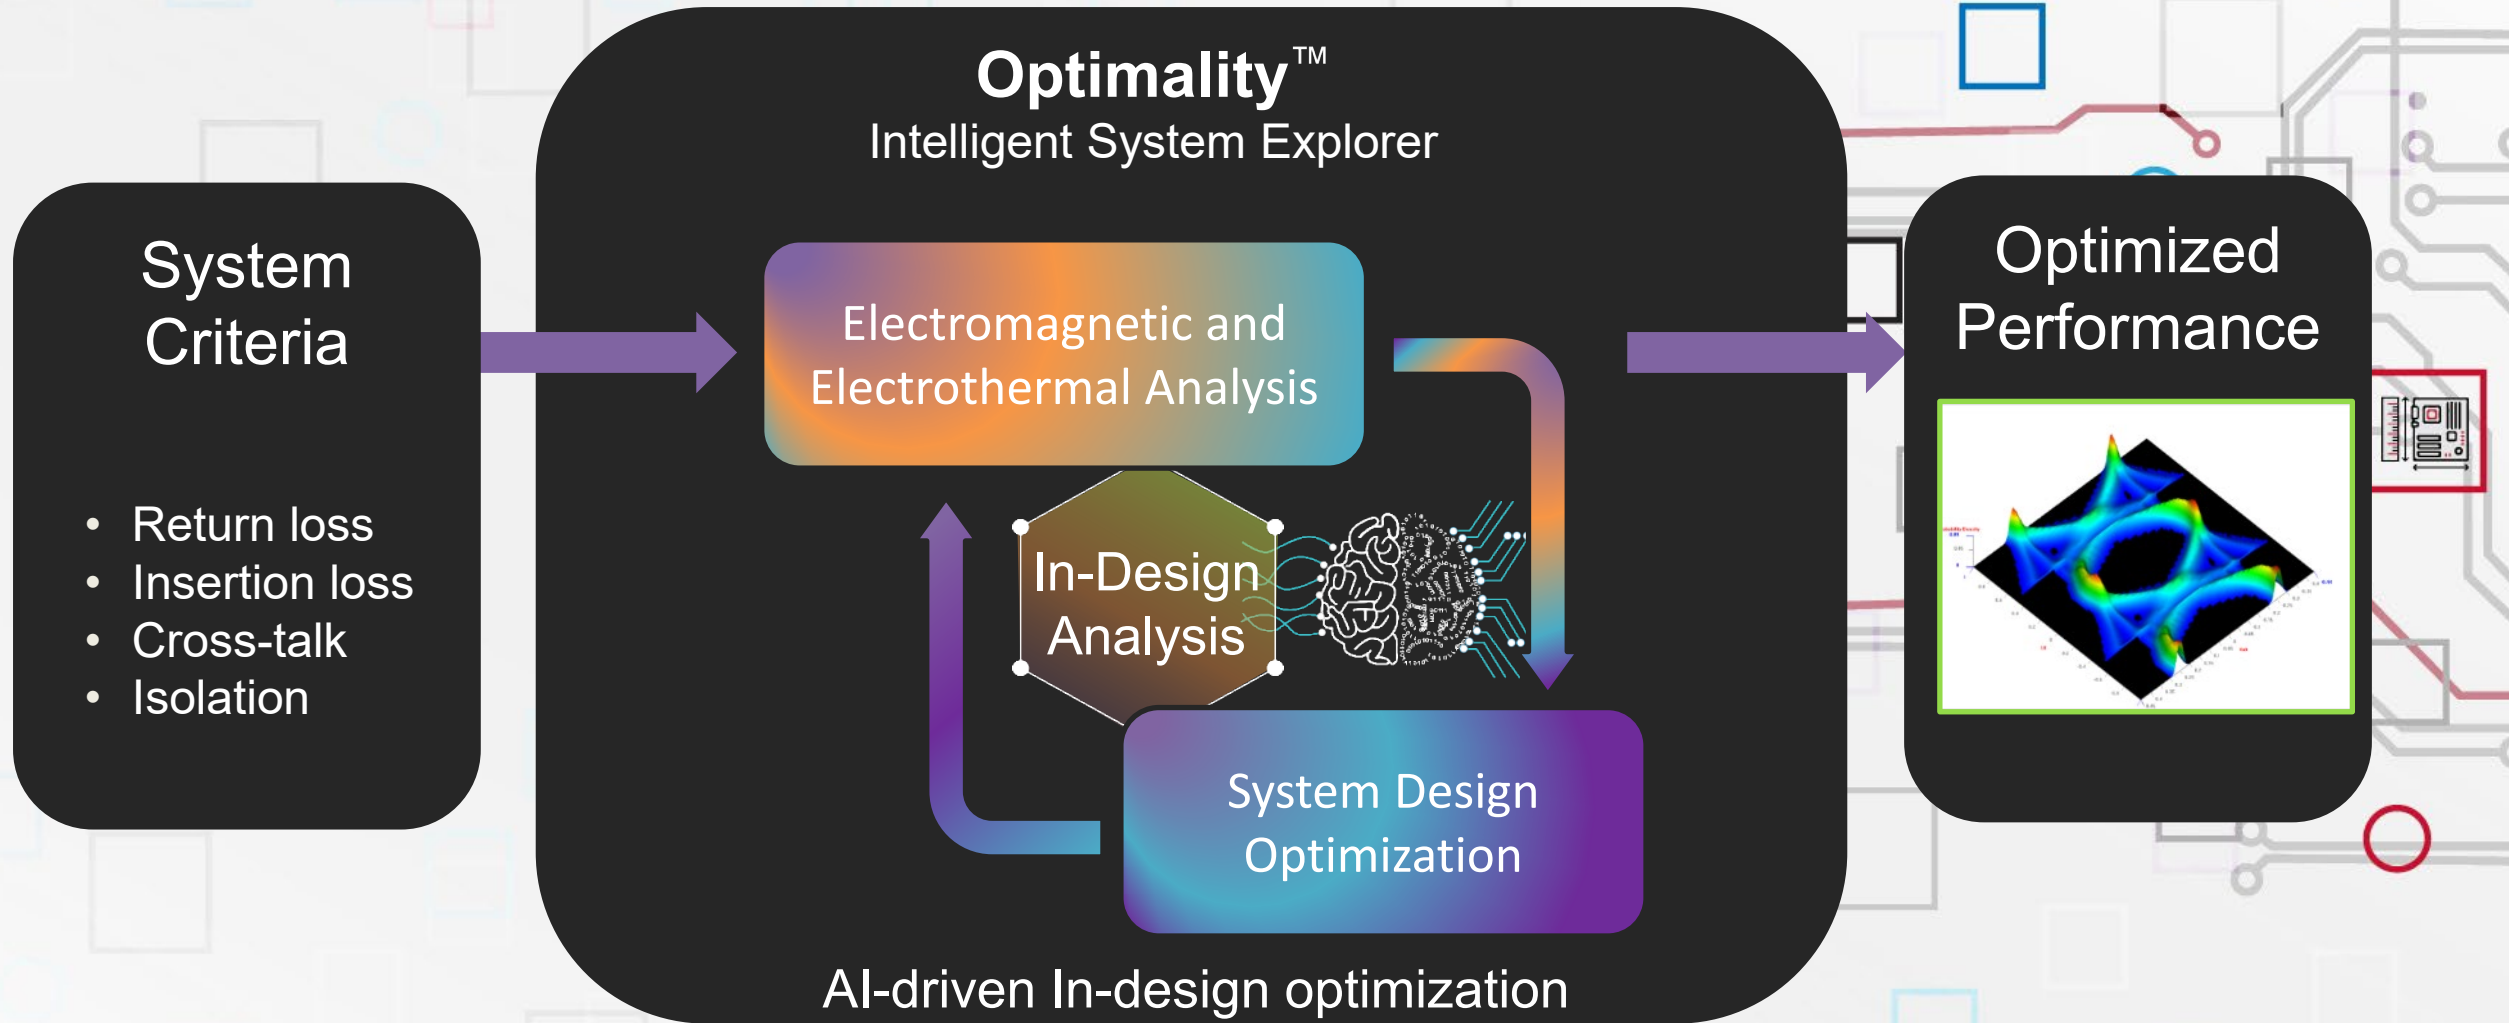 Optimality™
Intelligent System Explorer
System
Criteria
• Return loss
• Insertion loss
• Cross-talk
• Isolation
Electromagnetic and
Electrothermal Analysis
In-Design
Analysis
System Design
Optimization
AI-driven In-design optimization
Optimized
Performance